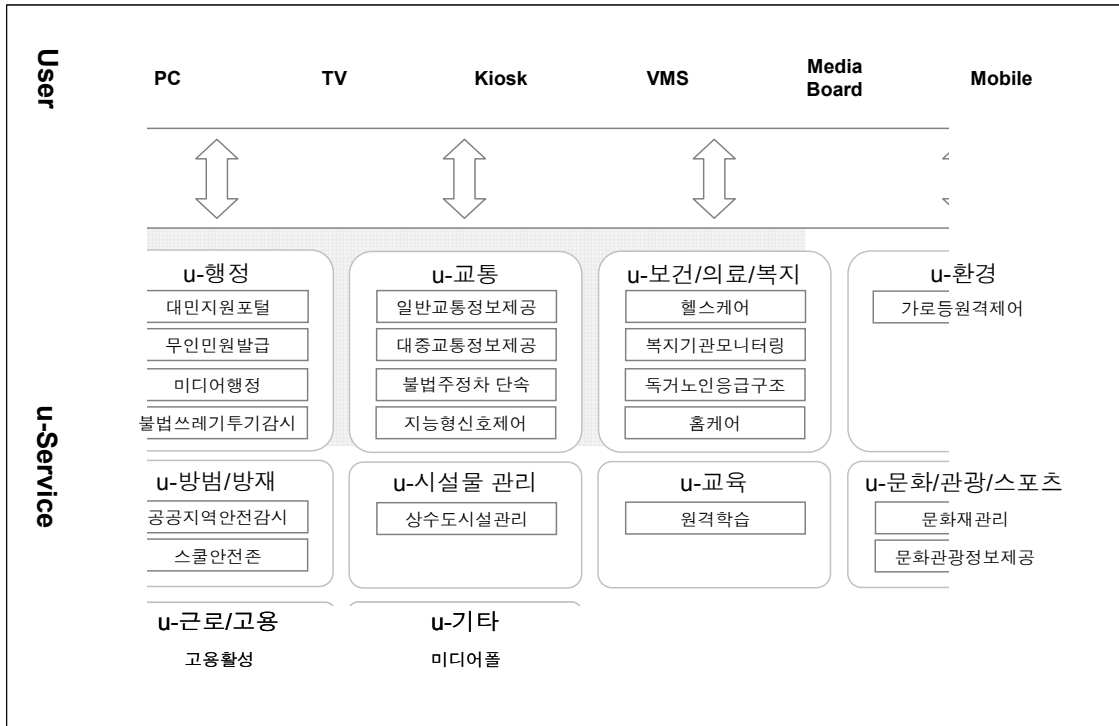 User
PC
TV
Kiosk
VMS
Media
Board
Mobile
u-Service
u-행정
대민지원포털
무인민원발급
미디어행정
불법쓰레기투기감시
u-교통
일반교통정보제공
대중교통정보제공
불법주정차 단속
지능형신호제어
u-보건/의료/복지
헬스케어
복지기관모니터링
독거노인응급구조
홈케어
u-환경
가로등원격제어
u-방범/방재
공공지역안전감시
스쿨안전존
u-시설물 관리
상수도시설관리
u-교육
원격학습
u-문화/관광/스포츠
문화재관리
문화관광정보제공
u-근로/고용
고용활성
u-기타
미디어폴